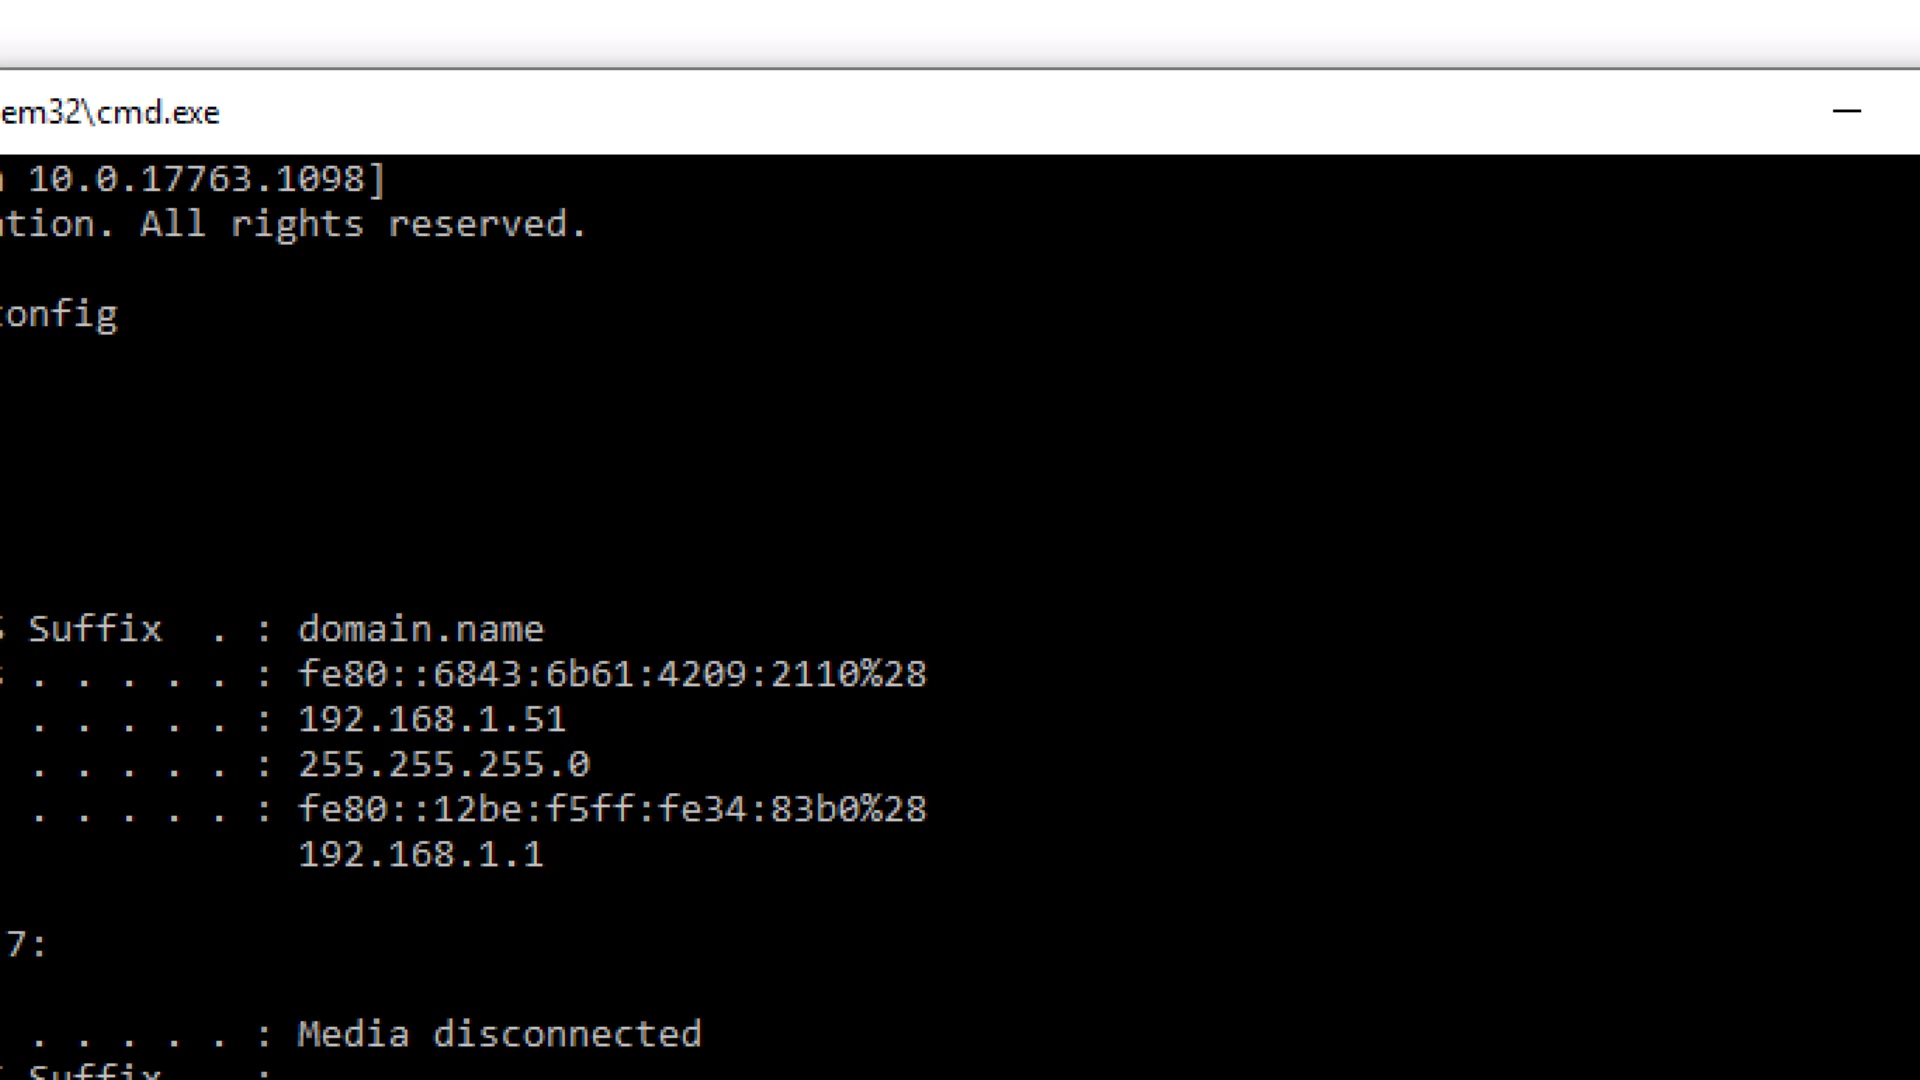 em32\cmd.exe
10.0.17763.1098]
tion. All rights reserved.
onfig
Suffix . : domain.name
. . . . . : fe80::6843:6b61:4209:2110%28
. . . . . : 192.168.1.51
. . . . . : 255.255.255.0
. . . . . : fe80::12be:f5ff:fe34:83b0%28
192.168.1.1
7:
. . . . . : Media disconnected
Suffix . :